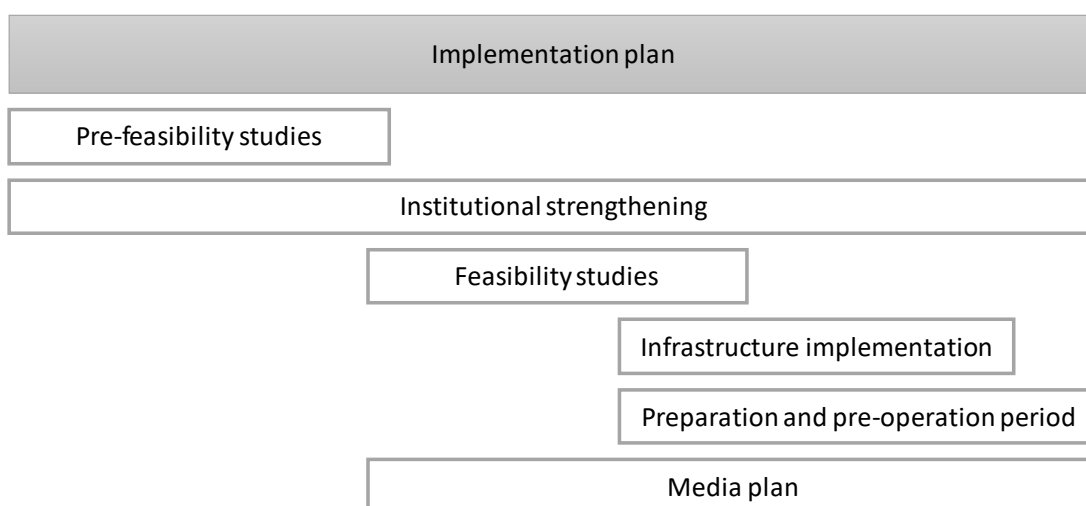 Implementation plan
Pre-feasibility studies
Institutional strengthening
Feasibility studies
Infrastructure implementation
Preparation and pre-operation period
Media plan